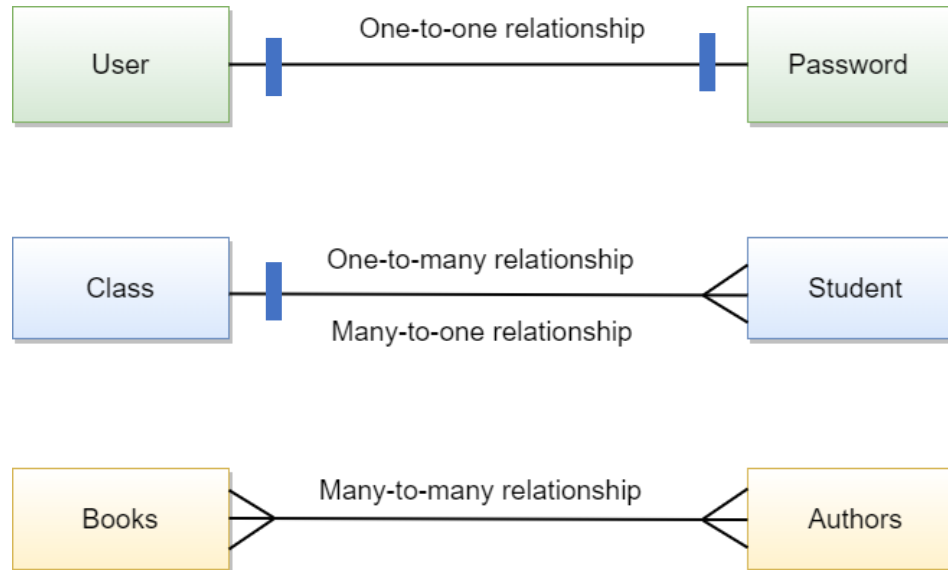 One-to-one relationship
User
Password
One-to-many relationship
Class
Student
Many-to-one relationship
Many-to-many relationship
Books
Authors